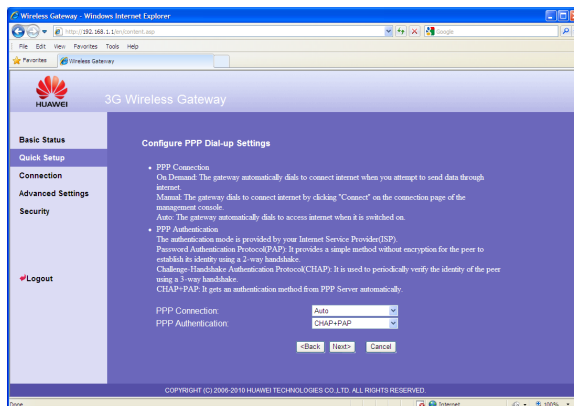 Wireless Gateway - Windows Internet Explorer
http://192.168.1.1/en/content.asp
Google
File Edit View Favorites Tools Help
Favorites Wireless Gateway
HUAWEI
3G Wireless Gateway
Basic Status
Quick Setup
Connection
Advanced Settings
Security
Logout
Configure PPP Dial-up Settings
• PPP Connection
On Demand: The gateway automatically dials to connect internet when you attempt to send data through
internet.
Manual: The gateway dials to connect internet by clicking "Connect" on the connection page of the
management console.
Auto: The gateway automatically dials to access internet when it is switched on.
• PPP Authentication
The authentication mode is provided by your Internet Service Provider(ISP).
Password Authentication Protocol(PAP): It provides a simple method without encryption for the peer to
establish its identity using a 2-way handshake.
Challenge-Handshake Authentication Protocol(CHAP): It is used to periodically verify the identity of the peer
using a 3-way handshake.
CHAP+PAP: It gets an authentication method from PPP Server automatically.
PPP Connection: Auto
PPP Authentication: CHAP+PAP
<Back Next> Cancel
COPYRIGHT (C) 2006-2010 HUAWEI TECHNOLOGIES CO.,LTD. ALL RIGHTS RESERVED.
Done Internet 100%